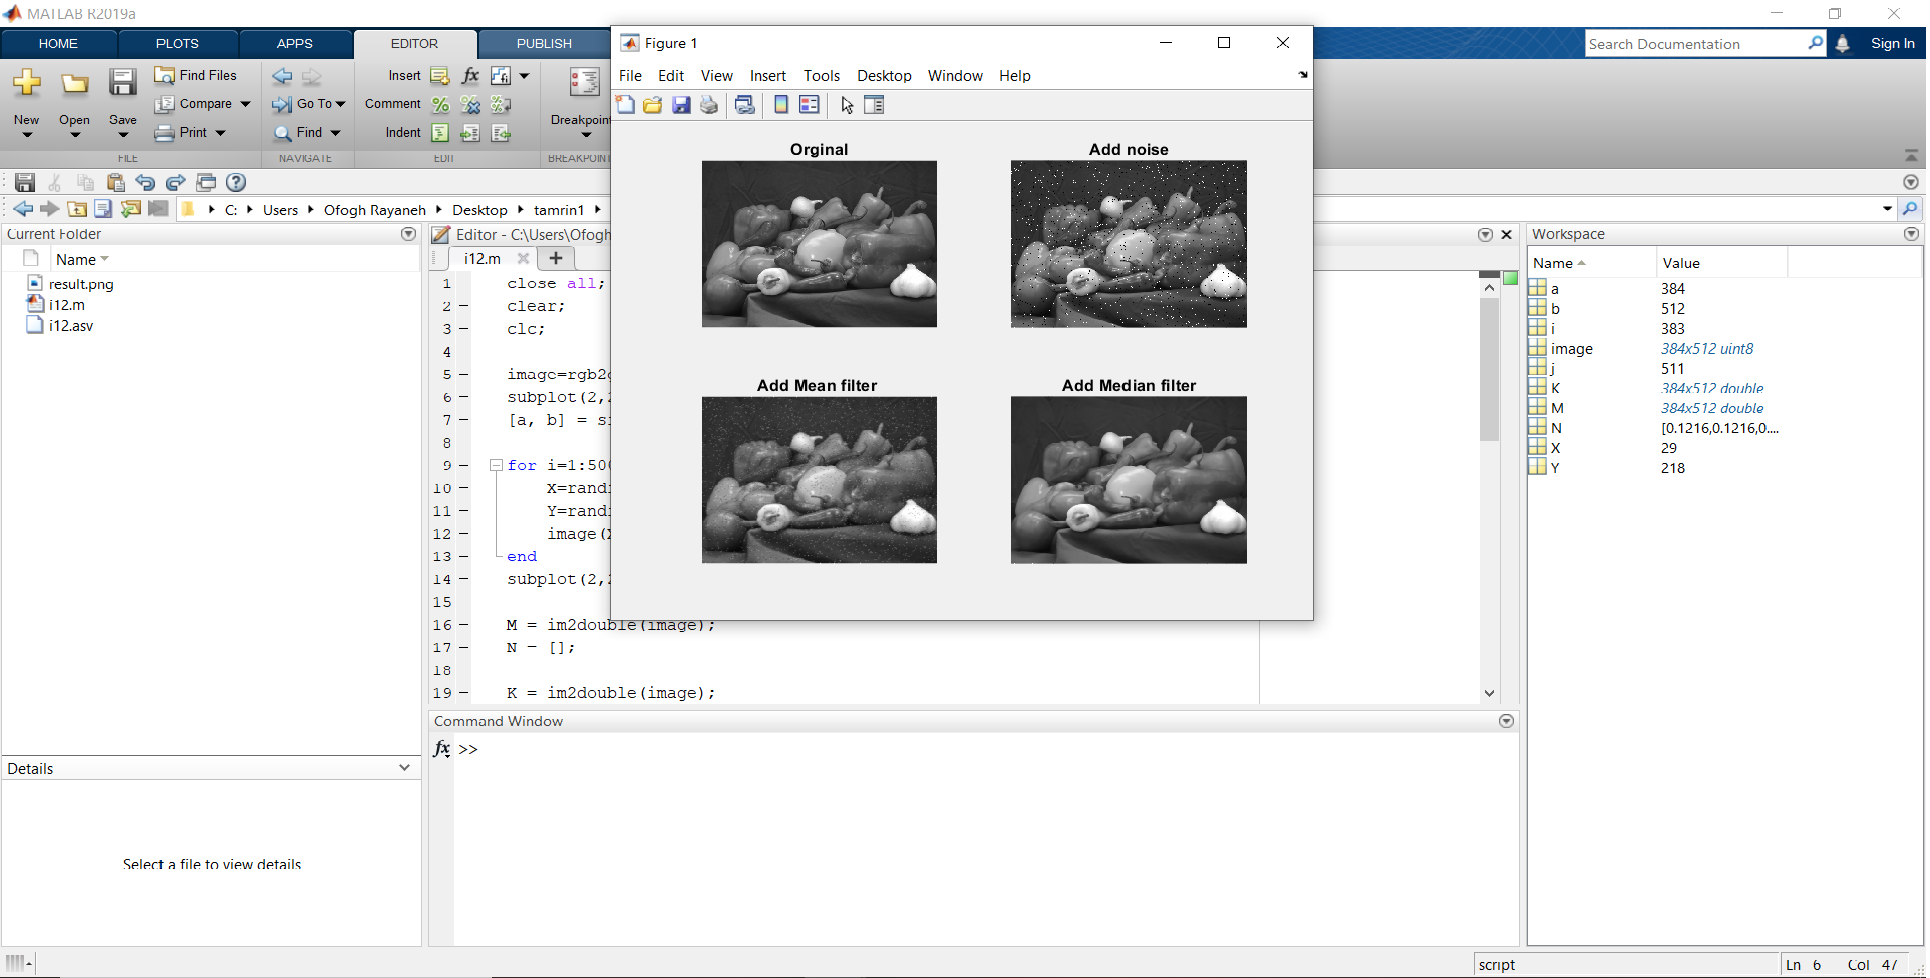 MATLAB R2019a
HOME
PLOTS
APPS
EDITOR
PUBLISH
Search Documentation
Sign In
New
Open
Save
Find Files
Compare
Print
FILE
Go To
Find
NAVIGATE
Insert
fx
Comment
Indent
EDIT
Breakpoint
BREAKPOIN
C:
Users
Ofogh Rayaneh
Desktop
tamrin1
Current Folder
Name
result.png
i12.m
i12.asv
Details
Select a file to view details
Editor - C:\Users\Ofogh
i12.m
1 close all;
2 clear;
3 clc;
4
5 image=rgb2
6 subplot(2,
7 [a, b] = s
8
9 for i=1:50
10 X=rand
11 Y=rand
12 image(
13 end
14 subplot(2,
15
16 M = im2double(image);
17 N = [];
18
19 K = im2double(image);
Figure 1
File Edit View Insert Tools Desktop Window Help
Orginal
Add noise
Add Mean filter
Add Median filter
Command Window
fx >>
Workspace
Name Value
a 384
b 512
i 383
image 384x512 uint8
j 511
K 384x512 double
M 384x512 double
N [0.1216,0.1216,0....
X 29
Y 218
script
Ln 6 Col 47